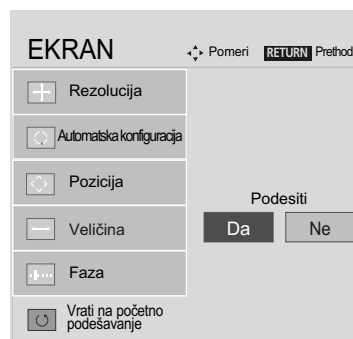 EKRAN Pomeri RETURN Prethod
Rezolucija
Automatska konfiguracija
Pozicija
Podesiti
Veličina Da Ne
Faza
Vrati na početno
podešavanje